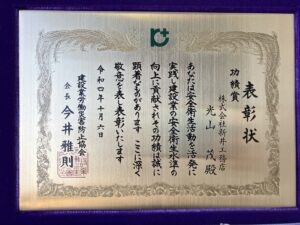 表彰状
功績賞
株式会社新井工務店
光山 茂殿
あなたは安全衛生活動を活発に
実践し建設業の安全衛生水準の
向上に貢献されその功績は誠に
顕著なものがあります ここに深く
敬意を表し表彰いたします
令和四年十月六日
建設業労働災害防止協会
会長 今井雅則